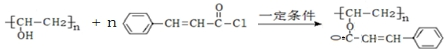 -[CH-CH₂]ₙ + n CH=CH-C-Cl 一定条件 -[CH-CH₂]ₙ
OH O O
O=C-CH=CH